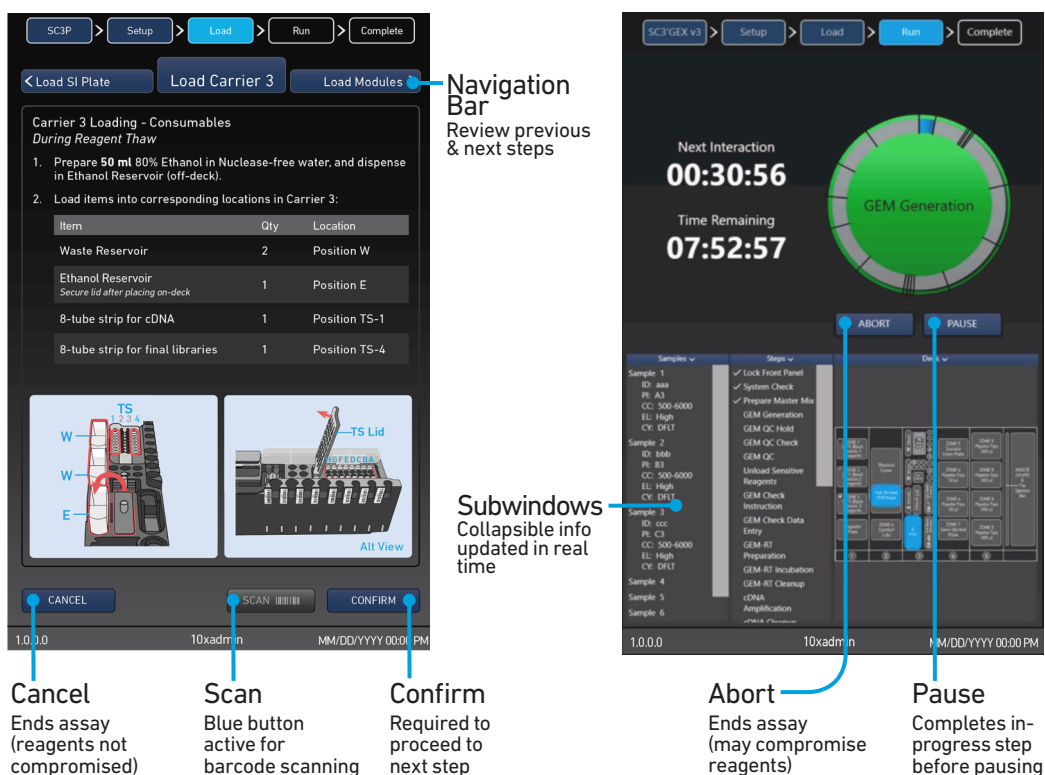 SC3P > Setup > Load > Run > Complete
< Load SI Plate
Load Carrier 3
Load Modules
Carrier 3 Loading - Consumables
During Reagent Thaw
1. Prepare 50 ml 80% Ethanol in Nuclease-free water, and dispense
in Ethanol Reservoir (off-deck).
2. Load items into corresponding locations in Carrier 3:
Item Qty Location
Waste Reservoir 2 Position W
Ethanol Reservoir
Secure lid after placing on-deck
1 Position E
8-tube strip for cDNA 1 Position TS-1
8-tube strip for final libraries 1 Position TS-4
TS
1 2 3 4
W
W
E
TS Lid
HGFEDCBA
Alt View
CANCEL
SCAN
CONFIRM
1.0.0.0 10xadmin MM/DD/YYYY 00:00 PM
Navigation
Bar
Review previous
& next steps
Subwindows
Collapsible info
updated in real
time
Cancel
Ends assay
(reagents not
compromised)
Scan
Blue button
active for
barcode scanning
Confirm
Required to
proceed to
next step
SC3'GEX v3 > Setup > Load > Run > Complete
Next Interaction
00:30:56
Time Remaining
07:52:57
GEM Generation
ABORT
PAUSE
Samples
Sample 1
ID: aaa
Pt: A3
CC: 500-6000
EL: High
CY: DFLT
Sample 2
ID: bbb
Pt: B3
CC: 500-6000
EL: High
CY: DFLT
Sample 3
ID: ccc
Pt: C3
CC: 500-6000
EL: High
CY: DFLT
Sample 4
Sample 5
Sample 6
Steps
✓ Lock Front Panel
✓ System Check
✓ Prepare Master Mix
GEM Generation
GEM QC Hold
GEM QC Check
GEM QC
Unload Sensitive
Reagents
GEM Check
Instruction
GEM Check Data
Entry
GEM-RT
Preparation
GEM-RT Incubation
GEM-RT Cleanup
cDNA
Amplification
cDNA Cleanup
Deck
1.0.0.0 10xadmin MM/DD/YYYY 00:00 PM
Abort
Ends assay
(may compromise
reagents)
Pause
Completes in-
progress step
before pausing